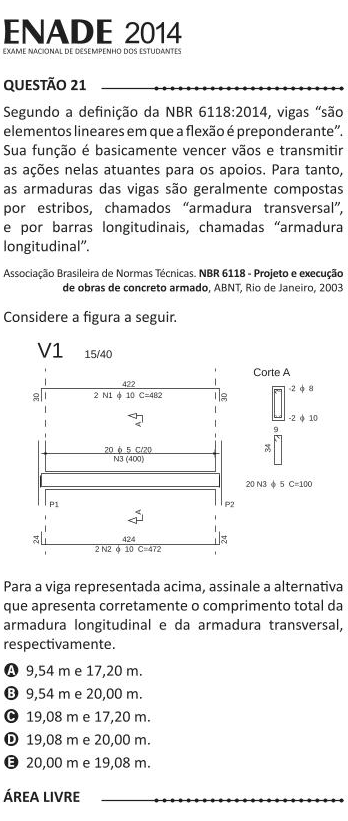 ENADE 2014
EXAME NACIONAL DE DESEMPENHO DOS ESTUDANTES
QUESTÃO 21
Segundo a definição da NBR 6118:2014, vigas “são
elementos lineares em que a flexão é preponderante”.
Sua função é basicamente vencer vãos e transmitir
as ações nelas atuantes para os apoios. Para tanto,
as armaduras das vigas são geralmente compostas
por estribos, chamados “armadura transversal”,
e por barras longitudinais, chamadas “armadura
longitudinal”.
Associação Brasileira de Normas Técnicas. NBR 6118 - Projeto e execução
de obras de concreto armado, ABNT, Rio de Janeiro, 2003
Considere a figura a seguir.
V1 15/40
Corte A
422
2 N1 ϕ 10 C=482
30
30
A
-2 ϕ 8
-2 ϕ 10
9
34
20 ϕ 5 C/20
N3 (400)
20 N3 ϕ 5 C=100
P1
P2
A
24
24
424
2 N2 ϕ 10 C=472
Para a viga representada acima, assinale a alternativa
que apresenta corretamente o comprimento total da
armadura longitudinal e da armadura transversal,
respectivamente.
A 9,54 m e 17,20 m.
B 9,54 m e 20,00 m.
C 19,08 m e 17,20 m.
D 19,08 m e 20,00 m.
E 20,00 m e 19,08 m.
ÁREA LIVRE